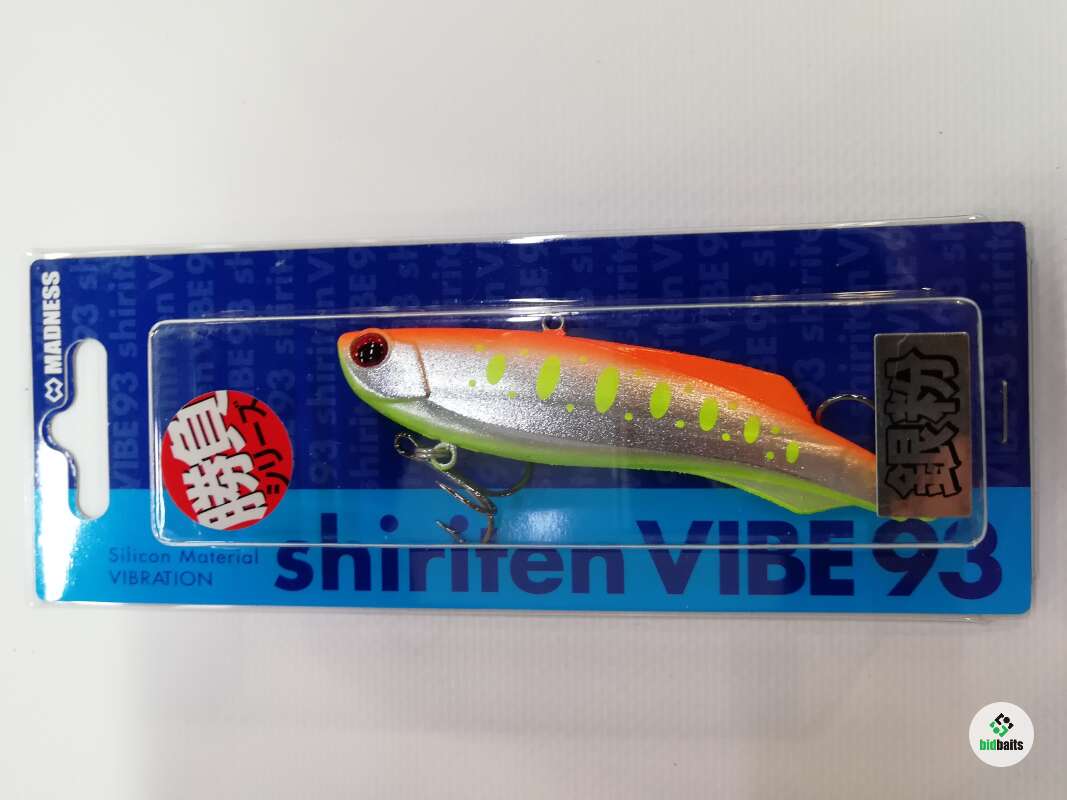 MADNESS
勝負
シリーズ
銀粉
Silicon Material
VIBRATION
shiriten VIBE 93
bidbaits